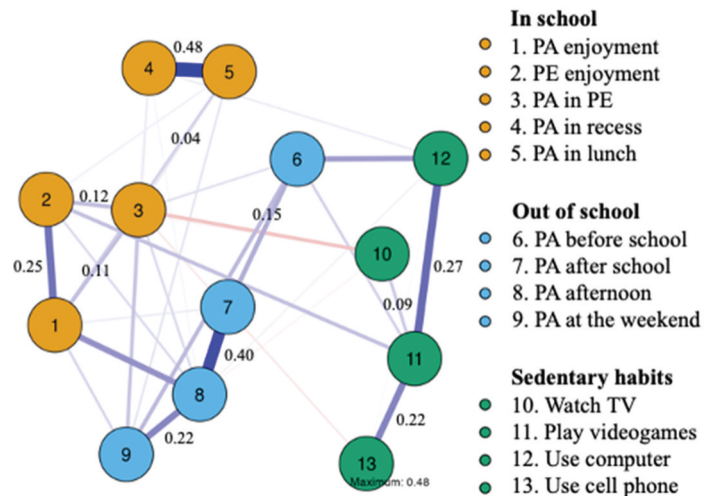 In school
1. PA enjoyment
2. PE enjoyment
3. PA in PE
4. PA in recess
5. PA in lunch
Out of school
6. PA before school
7. PA after school
8. PA afternoon
9. PA at the weekend
Sedentary habits
10. Watch TV
11. Play videogames
12. Use computer
13. Use cell phone
0.48
4
5
0.04
6
12
2
0.12
3
0.15
10
0.25
0.11
0.27
7
0.09
1
0.40
11
8
0.22
0.22
9
13
Maximum: 0.48